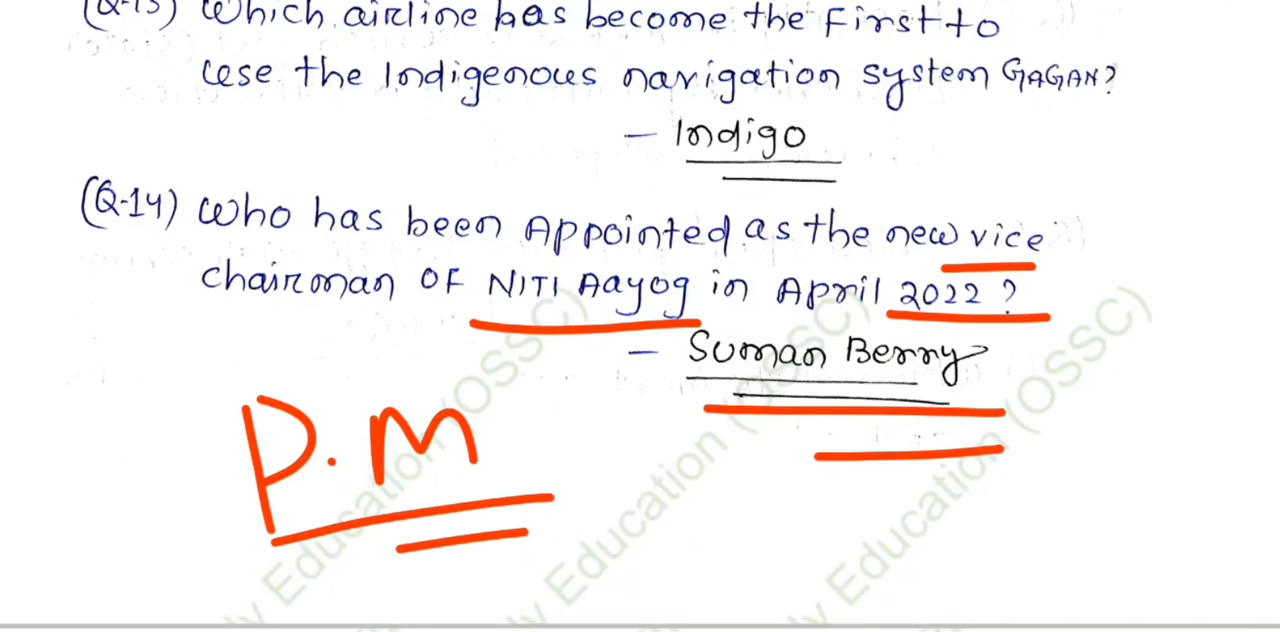 (Q-13) Which airline has become the First to
use the Indigenous navigation system GAGAN?
– Indigo
(Q-14) Who has been Appointed as the new vice
chairman OF NITI Aayog in April 2022?
– Suman Berry
P.M
Education (OSSC)
Education (OSSC)
Education (OSSC)